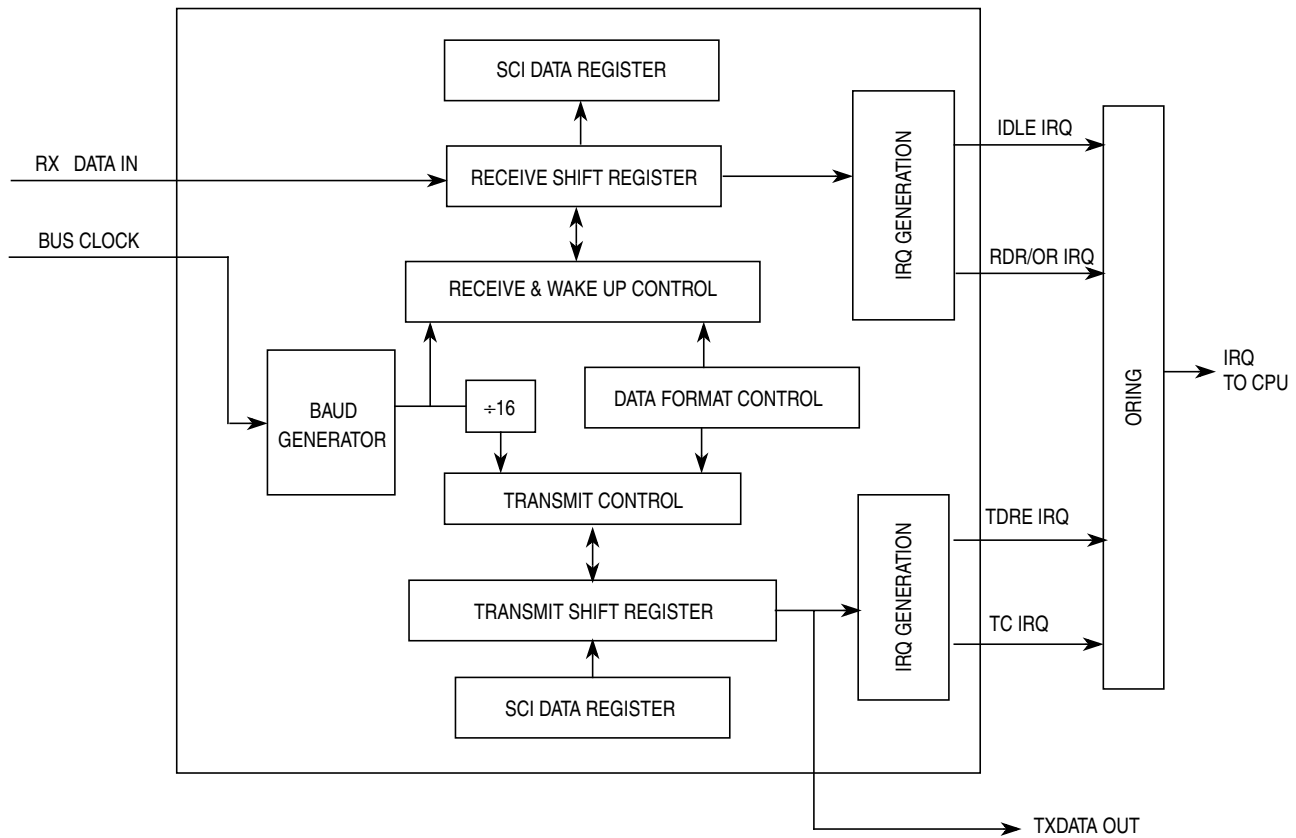 SCI DATA REGISTER
IRQ GENERATION
IDLE IRQ
RX DATA IN
RECEIVE SHIFT REGISTER
BUS CLOCK
RDR/OR IRQ
RECEIVE & WAKE UP CONTROL
ORING
IRQ
TO CPU
BAUD
GENERATOR
÷16
DATA FORMAT CONTROL
TRANSMIT CONTROL
IRQ GENERATION
TDRE IRQ
TRANSMIT SHIFT REGISTER
TC IRQ
SCI DATA REGISTER
TXDATA OUT